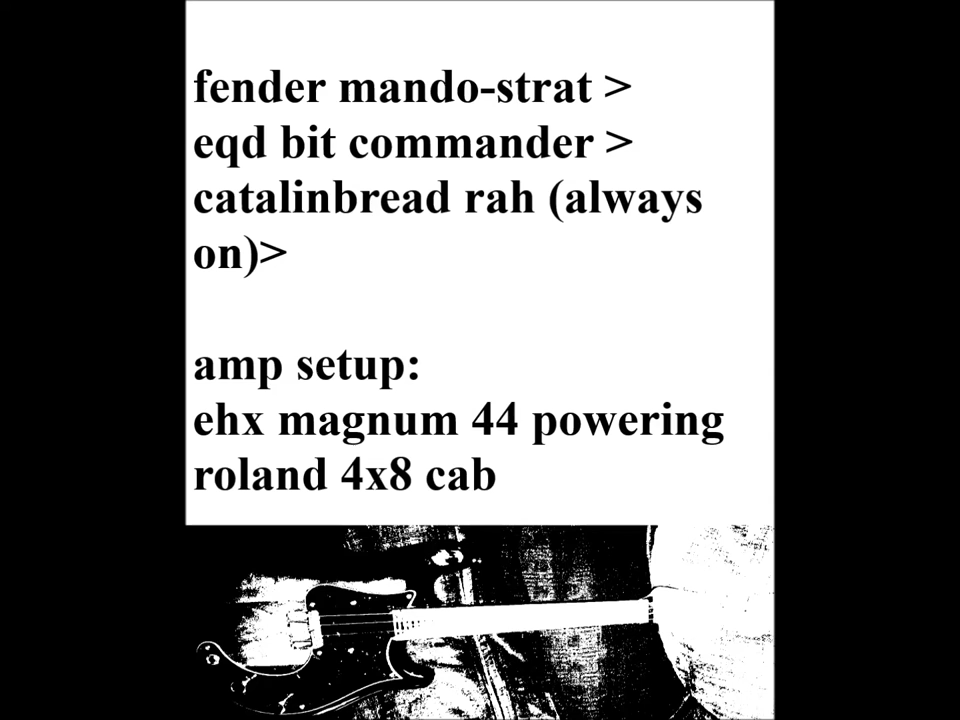 fender mando-strat >
eqd bit commander >
catalinbread rah (always
on)>
amp setup:
ehx magnum 44 powering
roland 4x8 cab